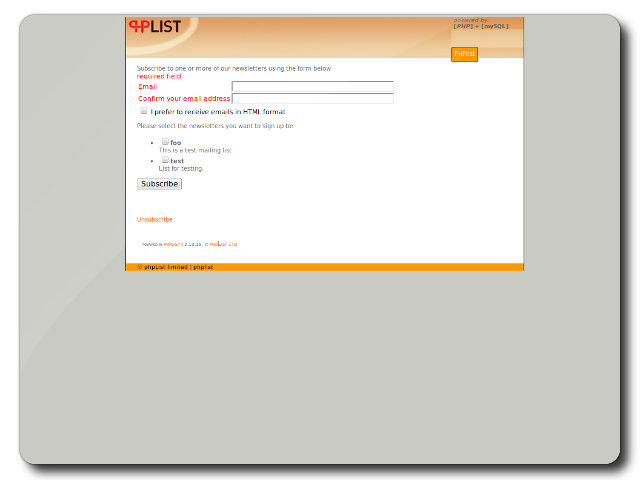 PHPLIST
powered by:
[PHP] + [mySQL]
PHPlist
Subscribe to one or more of our newsletters using the form below
required field
Email
Confirm your email address
I prefer to receive emails in HTML format
Please select the newsletters you want to sign up to:
foo
This is a test mailing list
test
List for testing.
Subscribe
Unsubscribe
© phpList limited | phplist